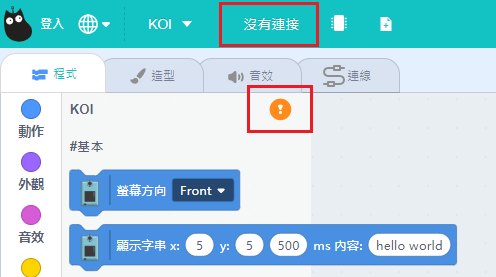 登入 KOI 沒有連接
程式 造型 音效 連線
動作
外觀
音效
KOI
#基本
螢幕方向 Front
顯示字串 x: 5 y: 5 500 ms 內容: hello world